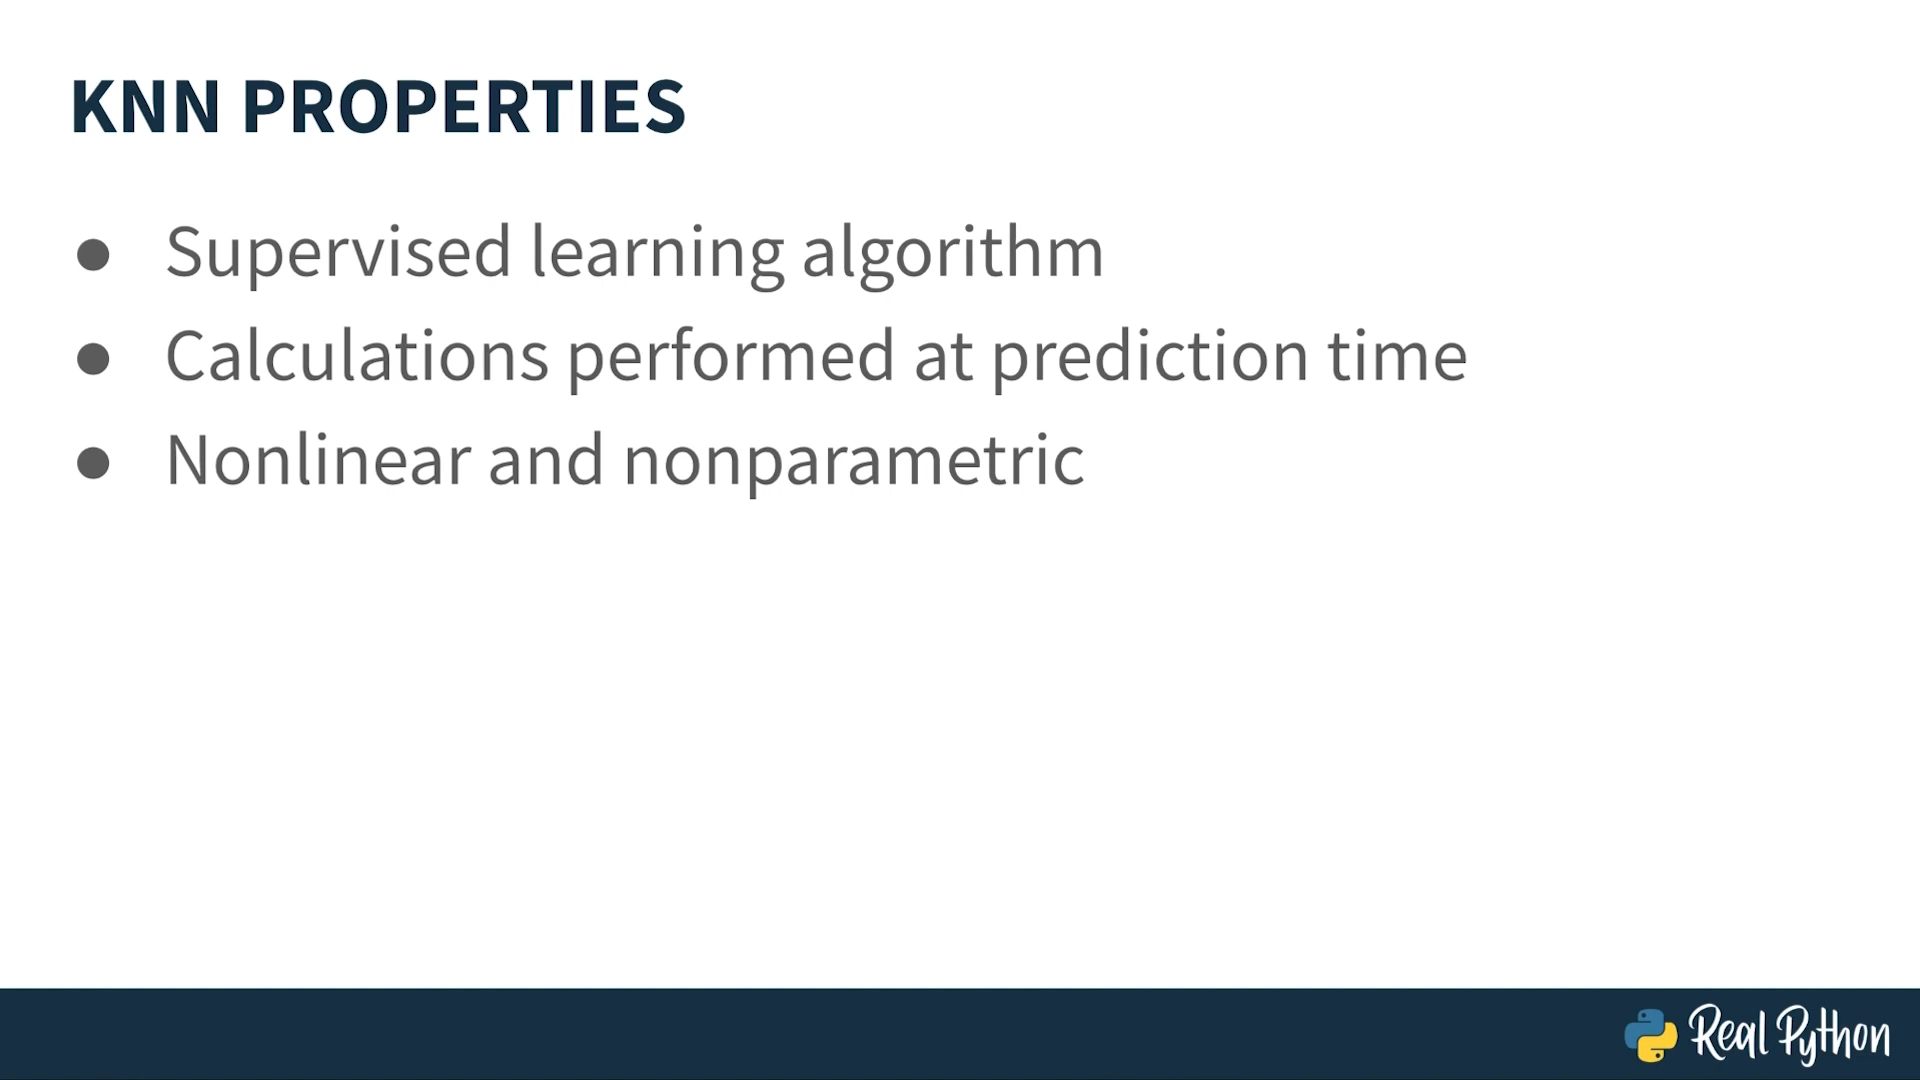 KNN PROPERTIES
● Supervised learning algorithm
● Calculations performed at prediction time
● Nonlinear and nonparametric
Real Python